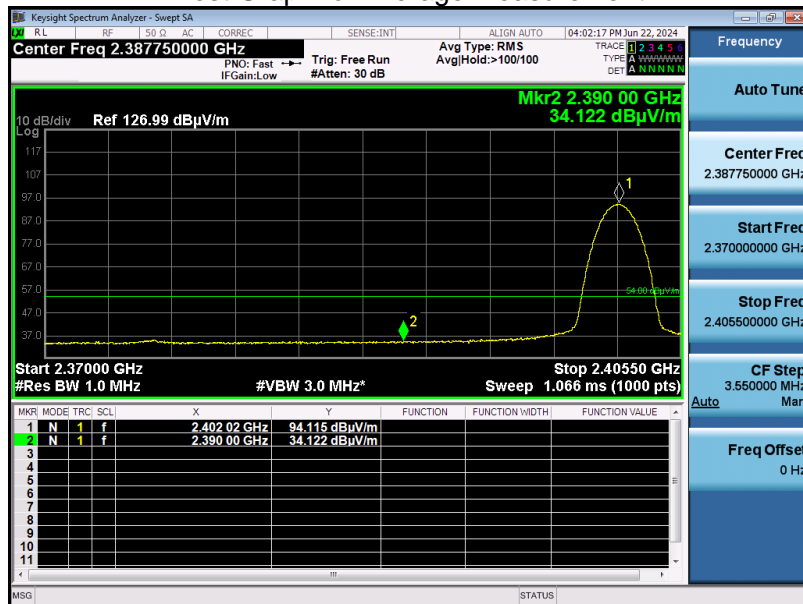 Keysight Spectrum Analyzer - Swept SA
RL RF 50 Ω AC CORREC SENSE:INT ALIGN AUTO 04:02:17 PM Jun 22, 2024
Center Freq 2.387750000 GHz
PNO: Fast
IFGain:Low
Trig: Free Run
#Atten: 30 dB
Avg Type: RMS
Avg|Hold:>100/100
TRACE 1 2 3 4 5 6
TYPE A WWWWW
DET A N N N N N
Mkr2 2.390 00 GHz
34.122 dBµV/m
10 dB/div Ref 126.99 dBµV/m
Log
117
107
97.0
87.0
77.0
67.0
57.0
47.0
37.0
1
2
54.00 dBµV/m
Start 2.37000 GHz Stop 2.40550 GHz
#Res BW 1.0 MHz #VBW 3.0 MHz* Sweep 1.066 ms (1000 pts)
MKR MODE TRC SCL X Y FUNCTION FUNCTION WIDTH FUNCTION VALUE
1 N 1 f 2.402 02 GHz 94.115 dBµV/m
2 N 1 f 2.390 00 GHz 34.122 dBµV/m
3
4
5
6
7
8
9
10
11
MSG STATUS
Frequency
Auto Tune
Center Freq
2.387750000 GHz
Start Freq
2.370000000 GHz
Stop Freq
2.405500000 GHz
CF Step
3.550000 MHz
Auto Man
Freq Offset
0 Hz